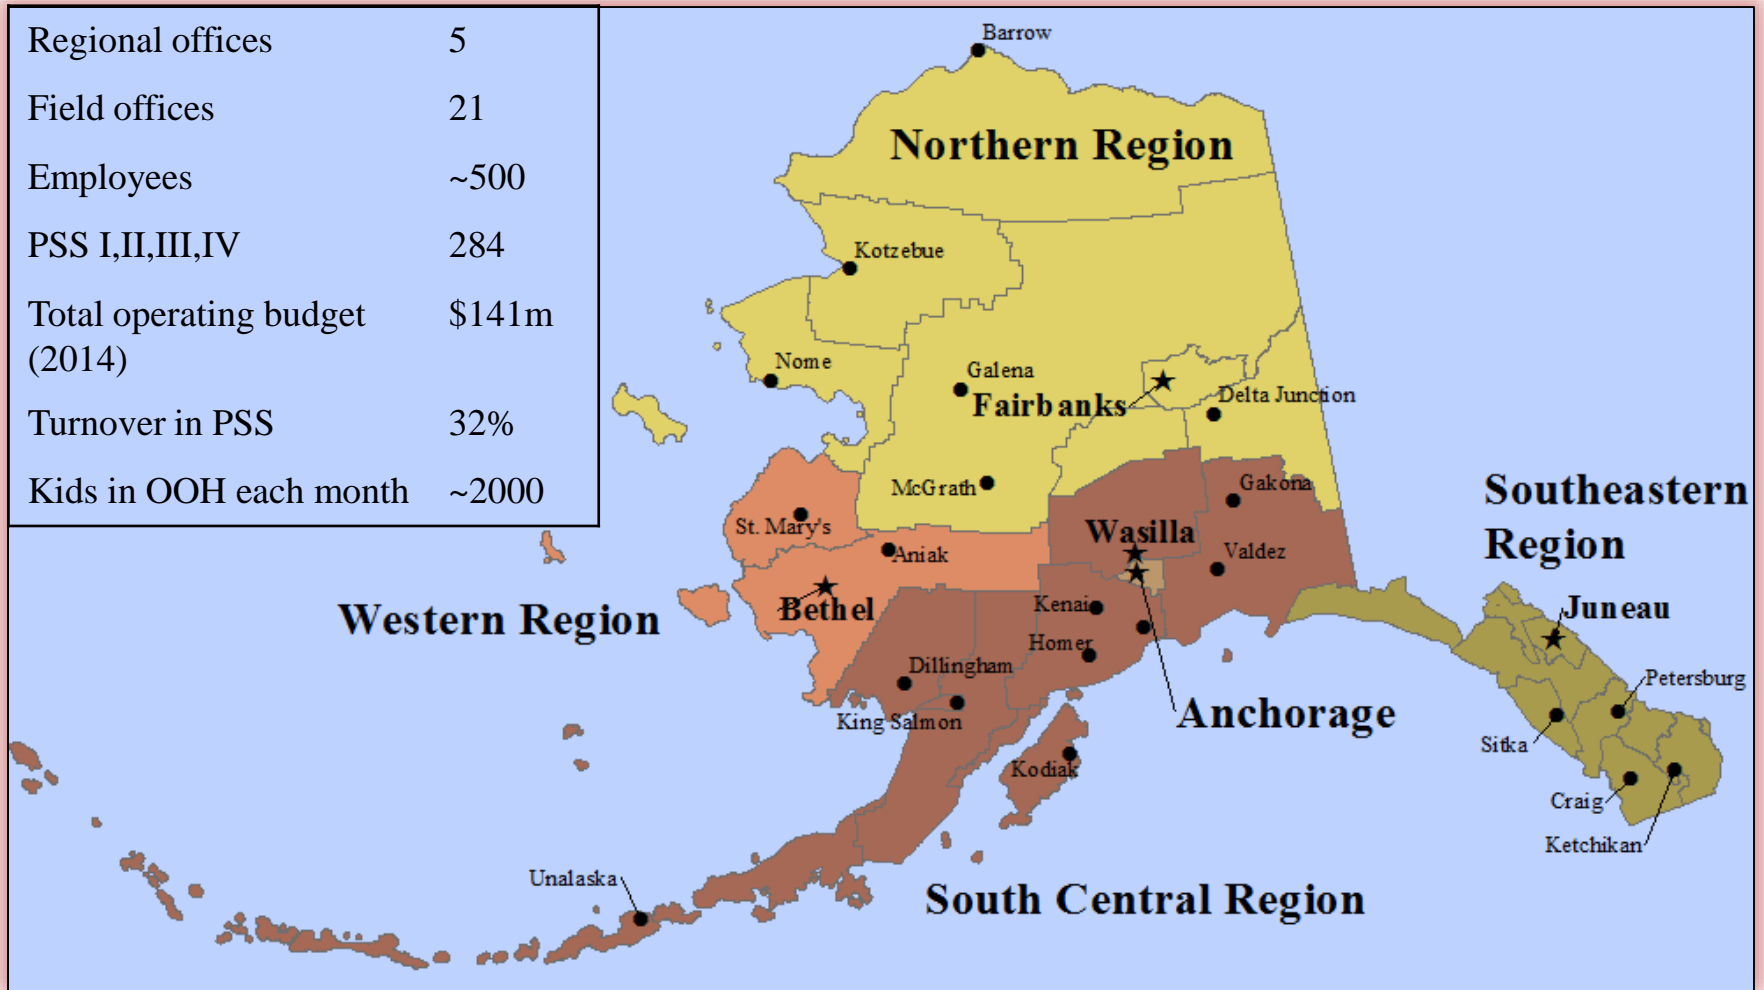 Regional offices 5
Field offices 21
Employees ~500
PSS I,II,III,IV 284
Total operating budget $141m
(2014)
Turnover in PSS 32%
Kids in OOH each month ~2000
Barrow
Northern Region
Kotzebue
Nome
Galena
Fairbanks
Delta Junction
McGrath
Gakona
St. Mary's
Wasilla
Aniak
Valdez
Southeastern
Region
Western Region
Bethel
Kenai
Homer
Juneau
Dillingham
King Salmon
Anchorage
Petersburg
Sitka
Kodiak
Craig
Ketchikan
Unalaska
South Central Region